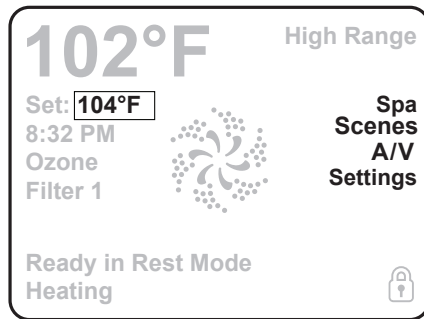 102°F
High Range
Set: 104°F
8:32 PM
Ozone
Filter 1
Spa
Scenes
A/V
Settings
Ready in Rest Mode
Heating